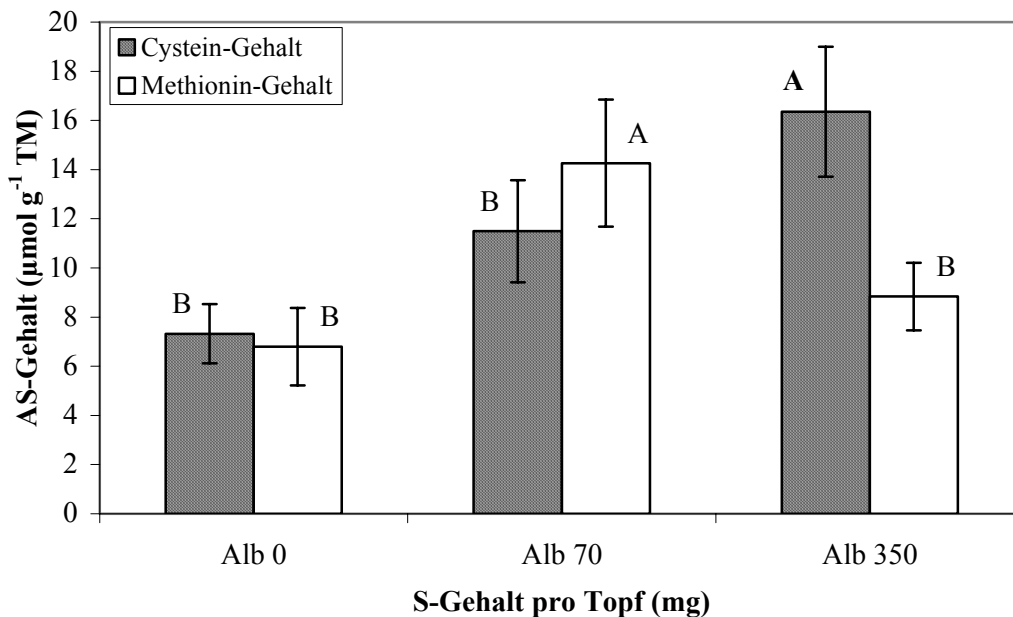 20
18
16
14
12
10
8
6
4
2
0
AS-Gehalt (µmol g⁻¹ TM)
Cystein-Gehalt
Methionin-Gehalt
B
B
B
A
A
B
Alb 0
Alb 70
Alb 350
S-Gehalt pro Topf (mg)